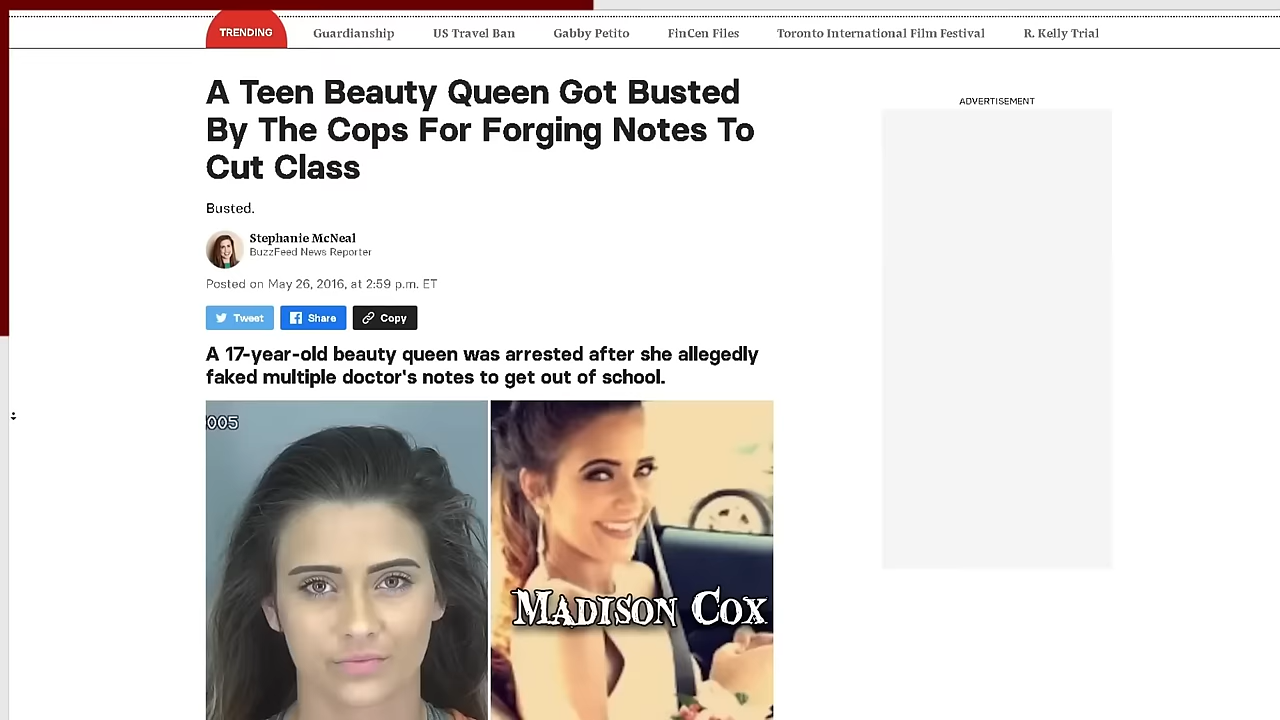 TRENDING Guardianship US Travel Ban Gabby Petito FinCen Files Toronto International Film Festival R. Kelly Trial
A Teen Beauty Queen Got Busted
By The Cops For Forging Notes To
Cut Class
ADVERTISEMENT
Busted.
Stephanie McNeal
BuzzFeed News Reporter
Posted on May 26, 2016, at 2:59 p.m. ET
Tweet Share Copy
A 17-year-old beauty queen was arrested after she allegedly
faked multiple doctor's notes to get out of school.
005
MADISON COX